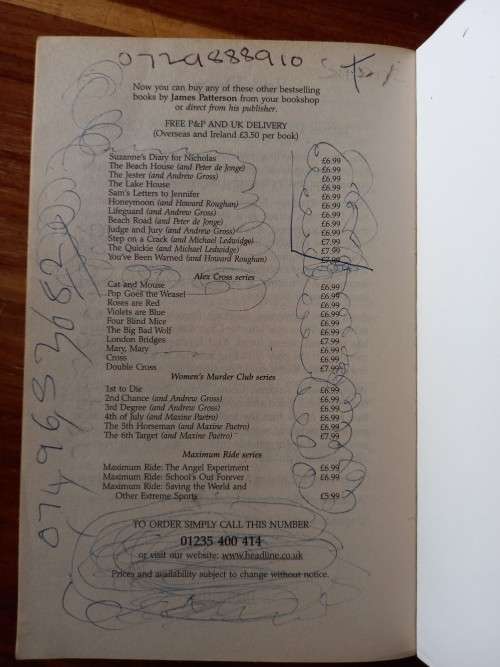 0729888910
Now you can buy any of these other bestselling
books by James Patterson from your bookshop
or direct from his publisher.
FREE P&P AND UK DELIVERY
(Overseas and Ireland £3.50 per book)
Suzanne's Diary for Nicholas £6.99
The Beach House (and Peter de Jonge) £6.99
The Jester (and Andrew Gross) £6.99
The Lake House £6.99
Sam's Letters to Jennifer £6.99
Honeymoon (and Howard Roughan) £6.99
Lifeguard (and Andrew Gross) £6.99
Beach Road (and Peter de Jonge) £6.99
Judge and Jury (and Andrew Gross) £6.99
Step on a Crack (and Michael Ledwidge) £7.99
The Quickie (and Michael Ledwidge) £7.99
You've Been Warned (and Howard Roughan) £7.99
Alex Cross series
Cat and Mouse £6.99
Pop Goes the Weasel £6.99
Roses are Red £6.99
Violets are Blue £6.99
Four Blind Mice £6.99
The Big Bad Wolf £6.99
London Bridges £7.99
Mary, Mary £6.99
Cross £6.99
Double Cross £7.99
Women's Murder Club series
1st to Die £6.99
2nd Chance (and Andrew Gross) £6.99
3rd Degree (and Andrew Gross) £6.99
4th of July (and Maxine Paetro) £6.99
The 5th Horseman (and Maxine Paetro) £6.99
The 6th Target (and Maxine Paetro) £7.99
Maximum Ride series
Maximum Ride: The Angel Experiment £6.99
Maximum Ride: School's Out Forever £6.99
Maximum Ride: Saving the World and
Other Extreme Sports £5.99
TO ORDER SIMPLY CALL THIS NUMBER
01235 400 414
or visit our website: www.headline.co.uk
Prices and availability subject to change without notice.